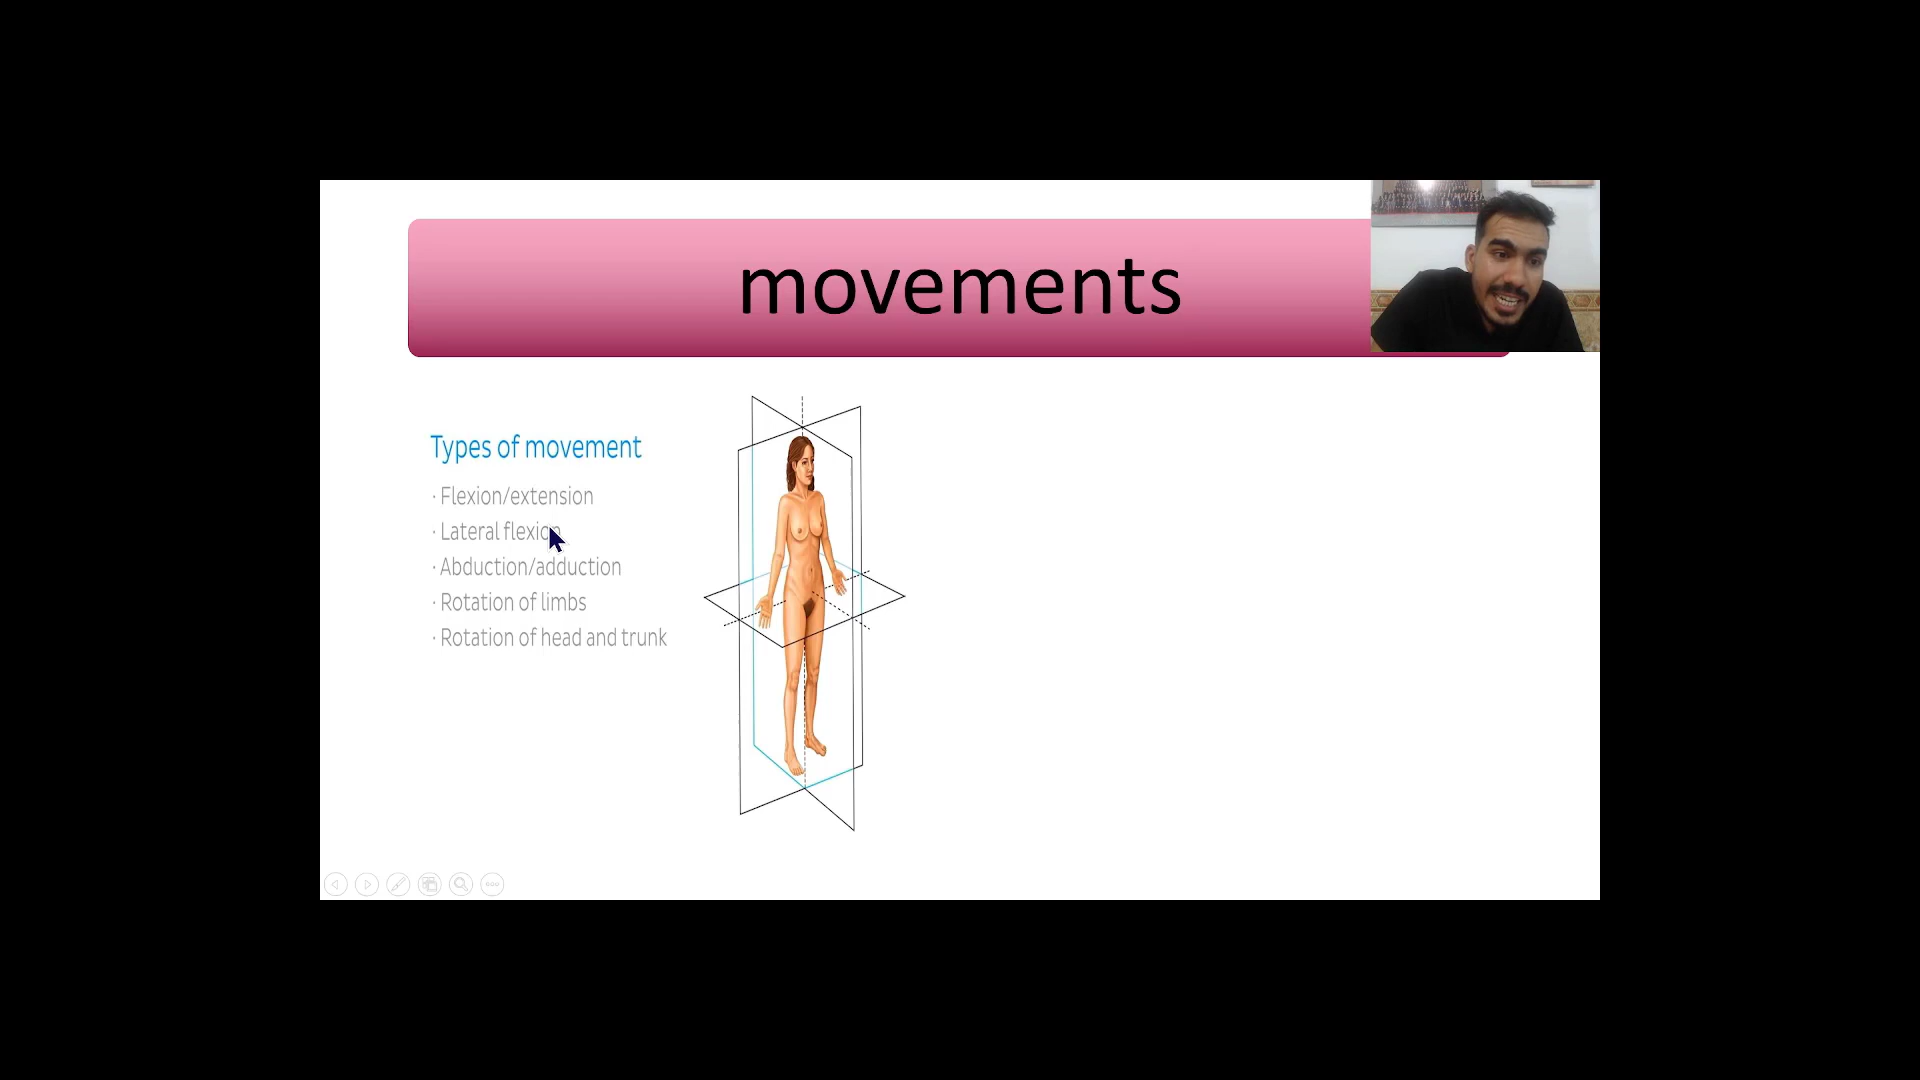 movements
Types of movement
· Flexion/extension
· Lateral flexion
· Abduction/adduction
· Rotation of limbs
· Rotation of head and trunk